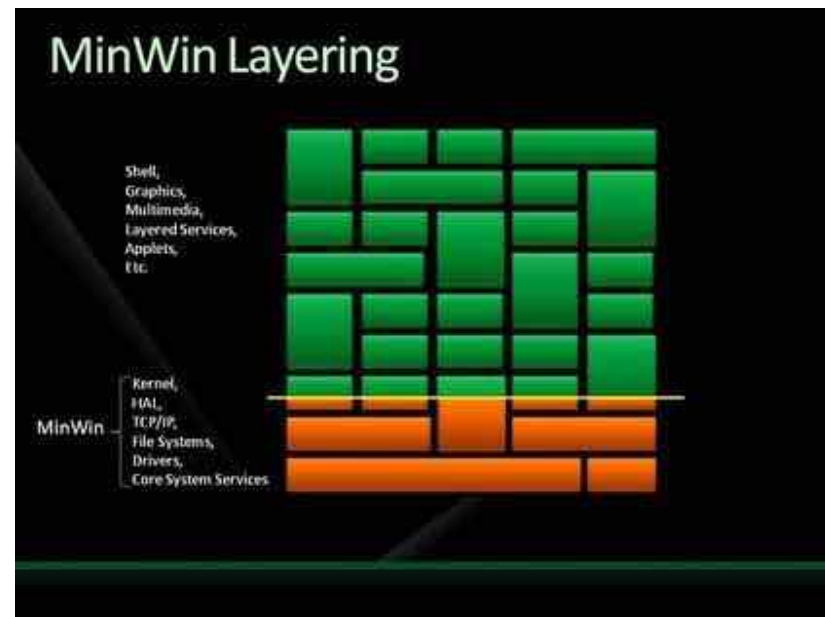 MinWin Layering
Shell,
Graphics,
Multimedia,
Layered Services,
Applets,
Etc.
Kernel,
HAL,
TCP/IP,
File Systems,
Drivers,
Core System Services
MinWin